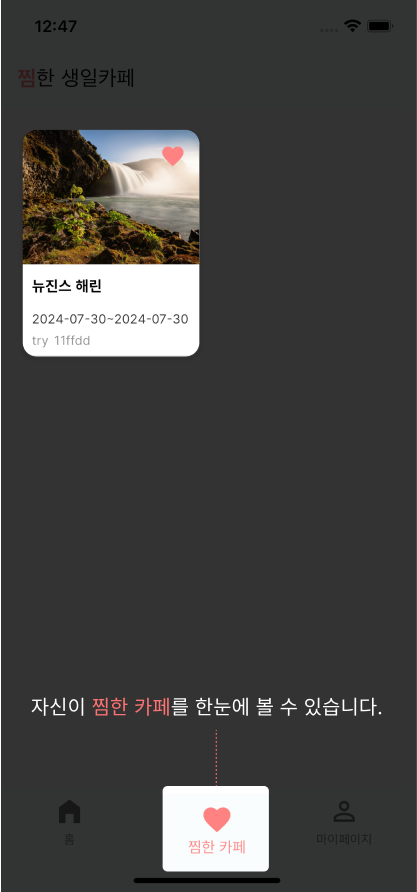 12:47
찜한 생일카페
뉴진스 해린
2024-07-30~2024-07-30
try 11ffdd
자신이 찜한 카페를 한눈에 볼 수 있습니다.
홈
찜한 카페
마이페이지